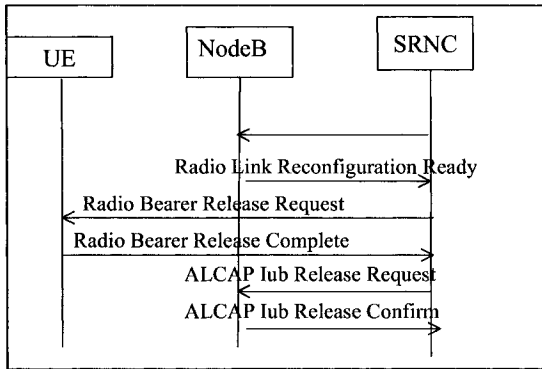 UE
NodeB
SRNC
Radio Link Reconfiguration Ready
Radio Bearer Release Request
Radio Bearer Release Complete
ALCAP Iub Release Request
ALCAP Iub Release Confirm